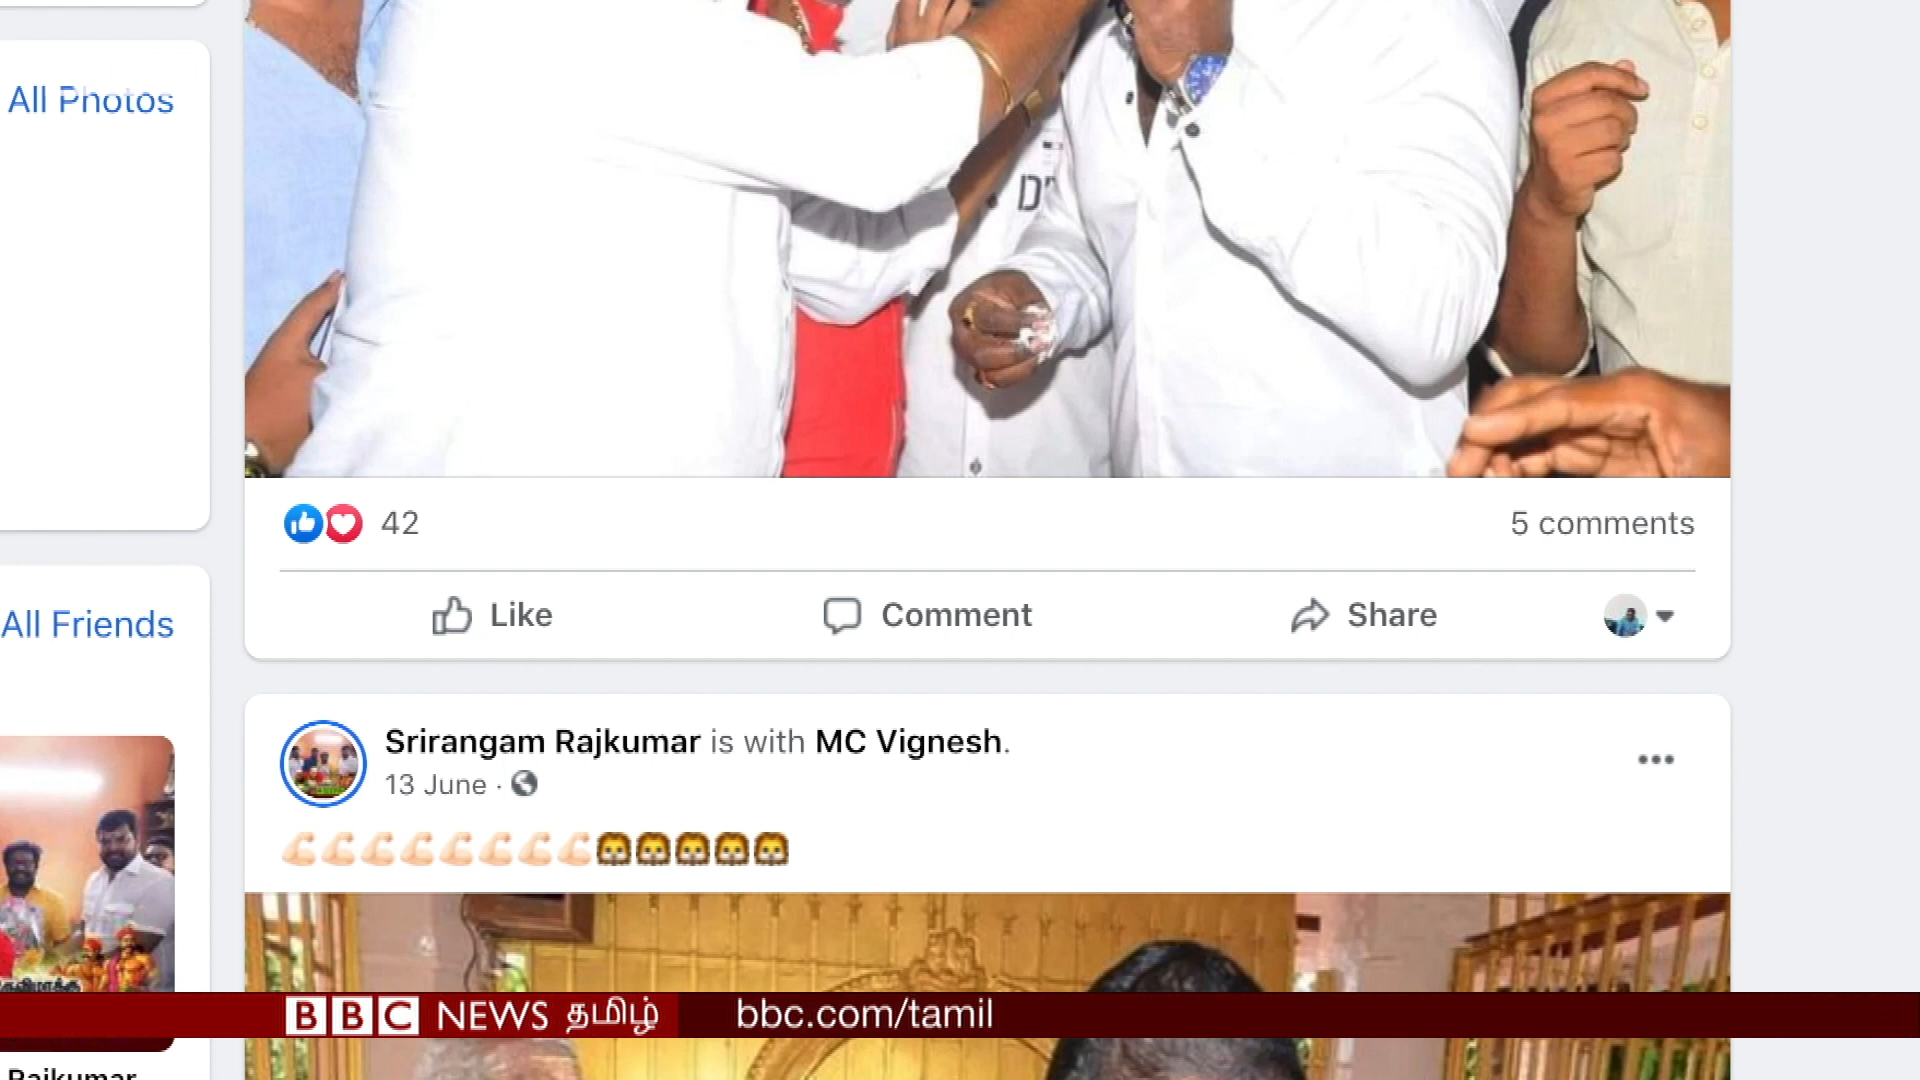 All Photos
42
5 comments
Like
Comment
Share
All Friends
Srirangam Rajkumar is with MC Vignesh.
13 June ·
BBC NEWS தமிழ்
bbc.com/tamil
Rajkumar